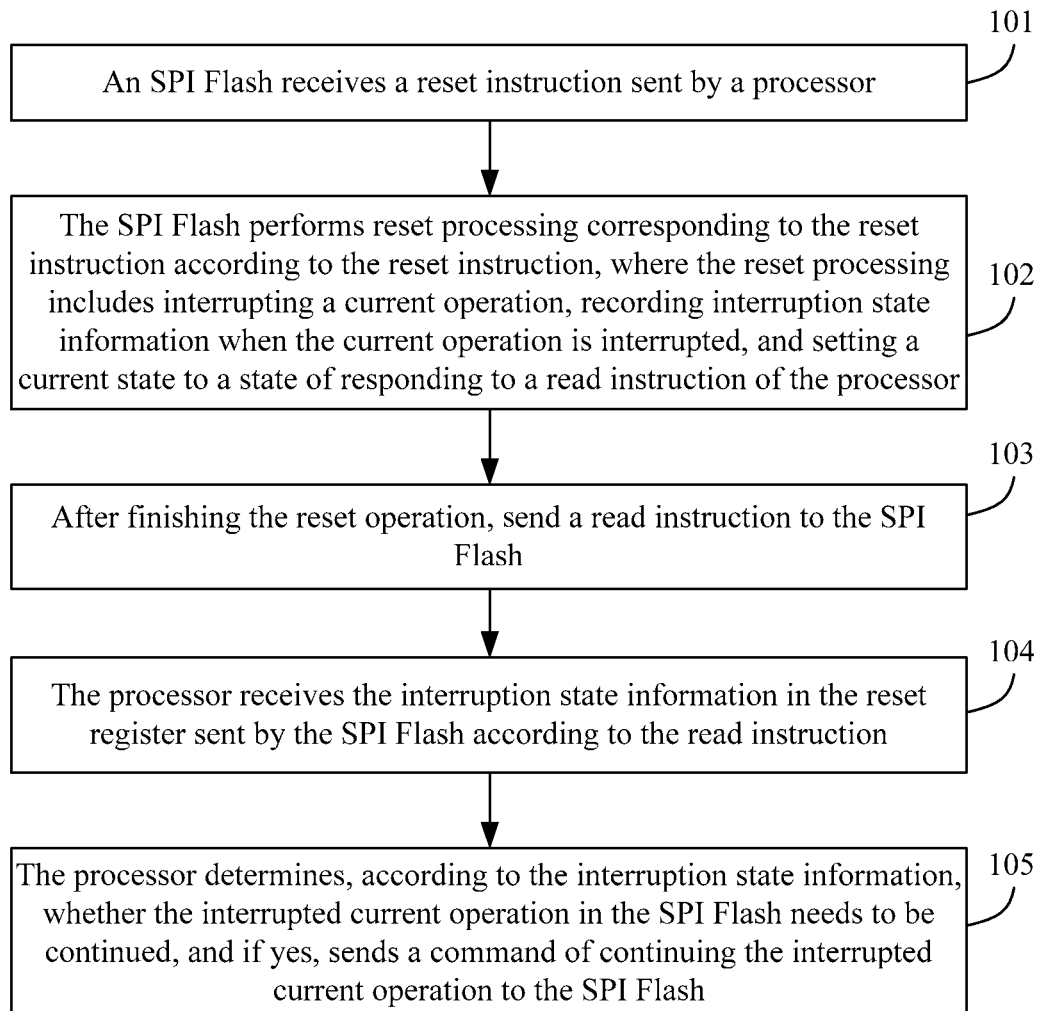 101
An SPI Flash receives a reset instruction sent by a processor
The SPI Flash performs reset processing corresponding to the reset
instruction according to the reset instruction, where the reset processing
includes interrupting a current operation, recording interruption state
information when the current operation is interrupted, and setting a
current state to a state of responding to a read instruction of the processor
102
103
After finishing the reset operation, send a read instruction to the SPI
Flash
104
The processor receives the interruption state information in the reset
register sent by the SPI Flash according to the read instruction
105
The processor determines, according to the interruption state information,
whether the interrupted current operation in the SPI Flash needs to be
continued, and if yes, sends a command of continuing the interrupted
current operation to the SPI Flash